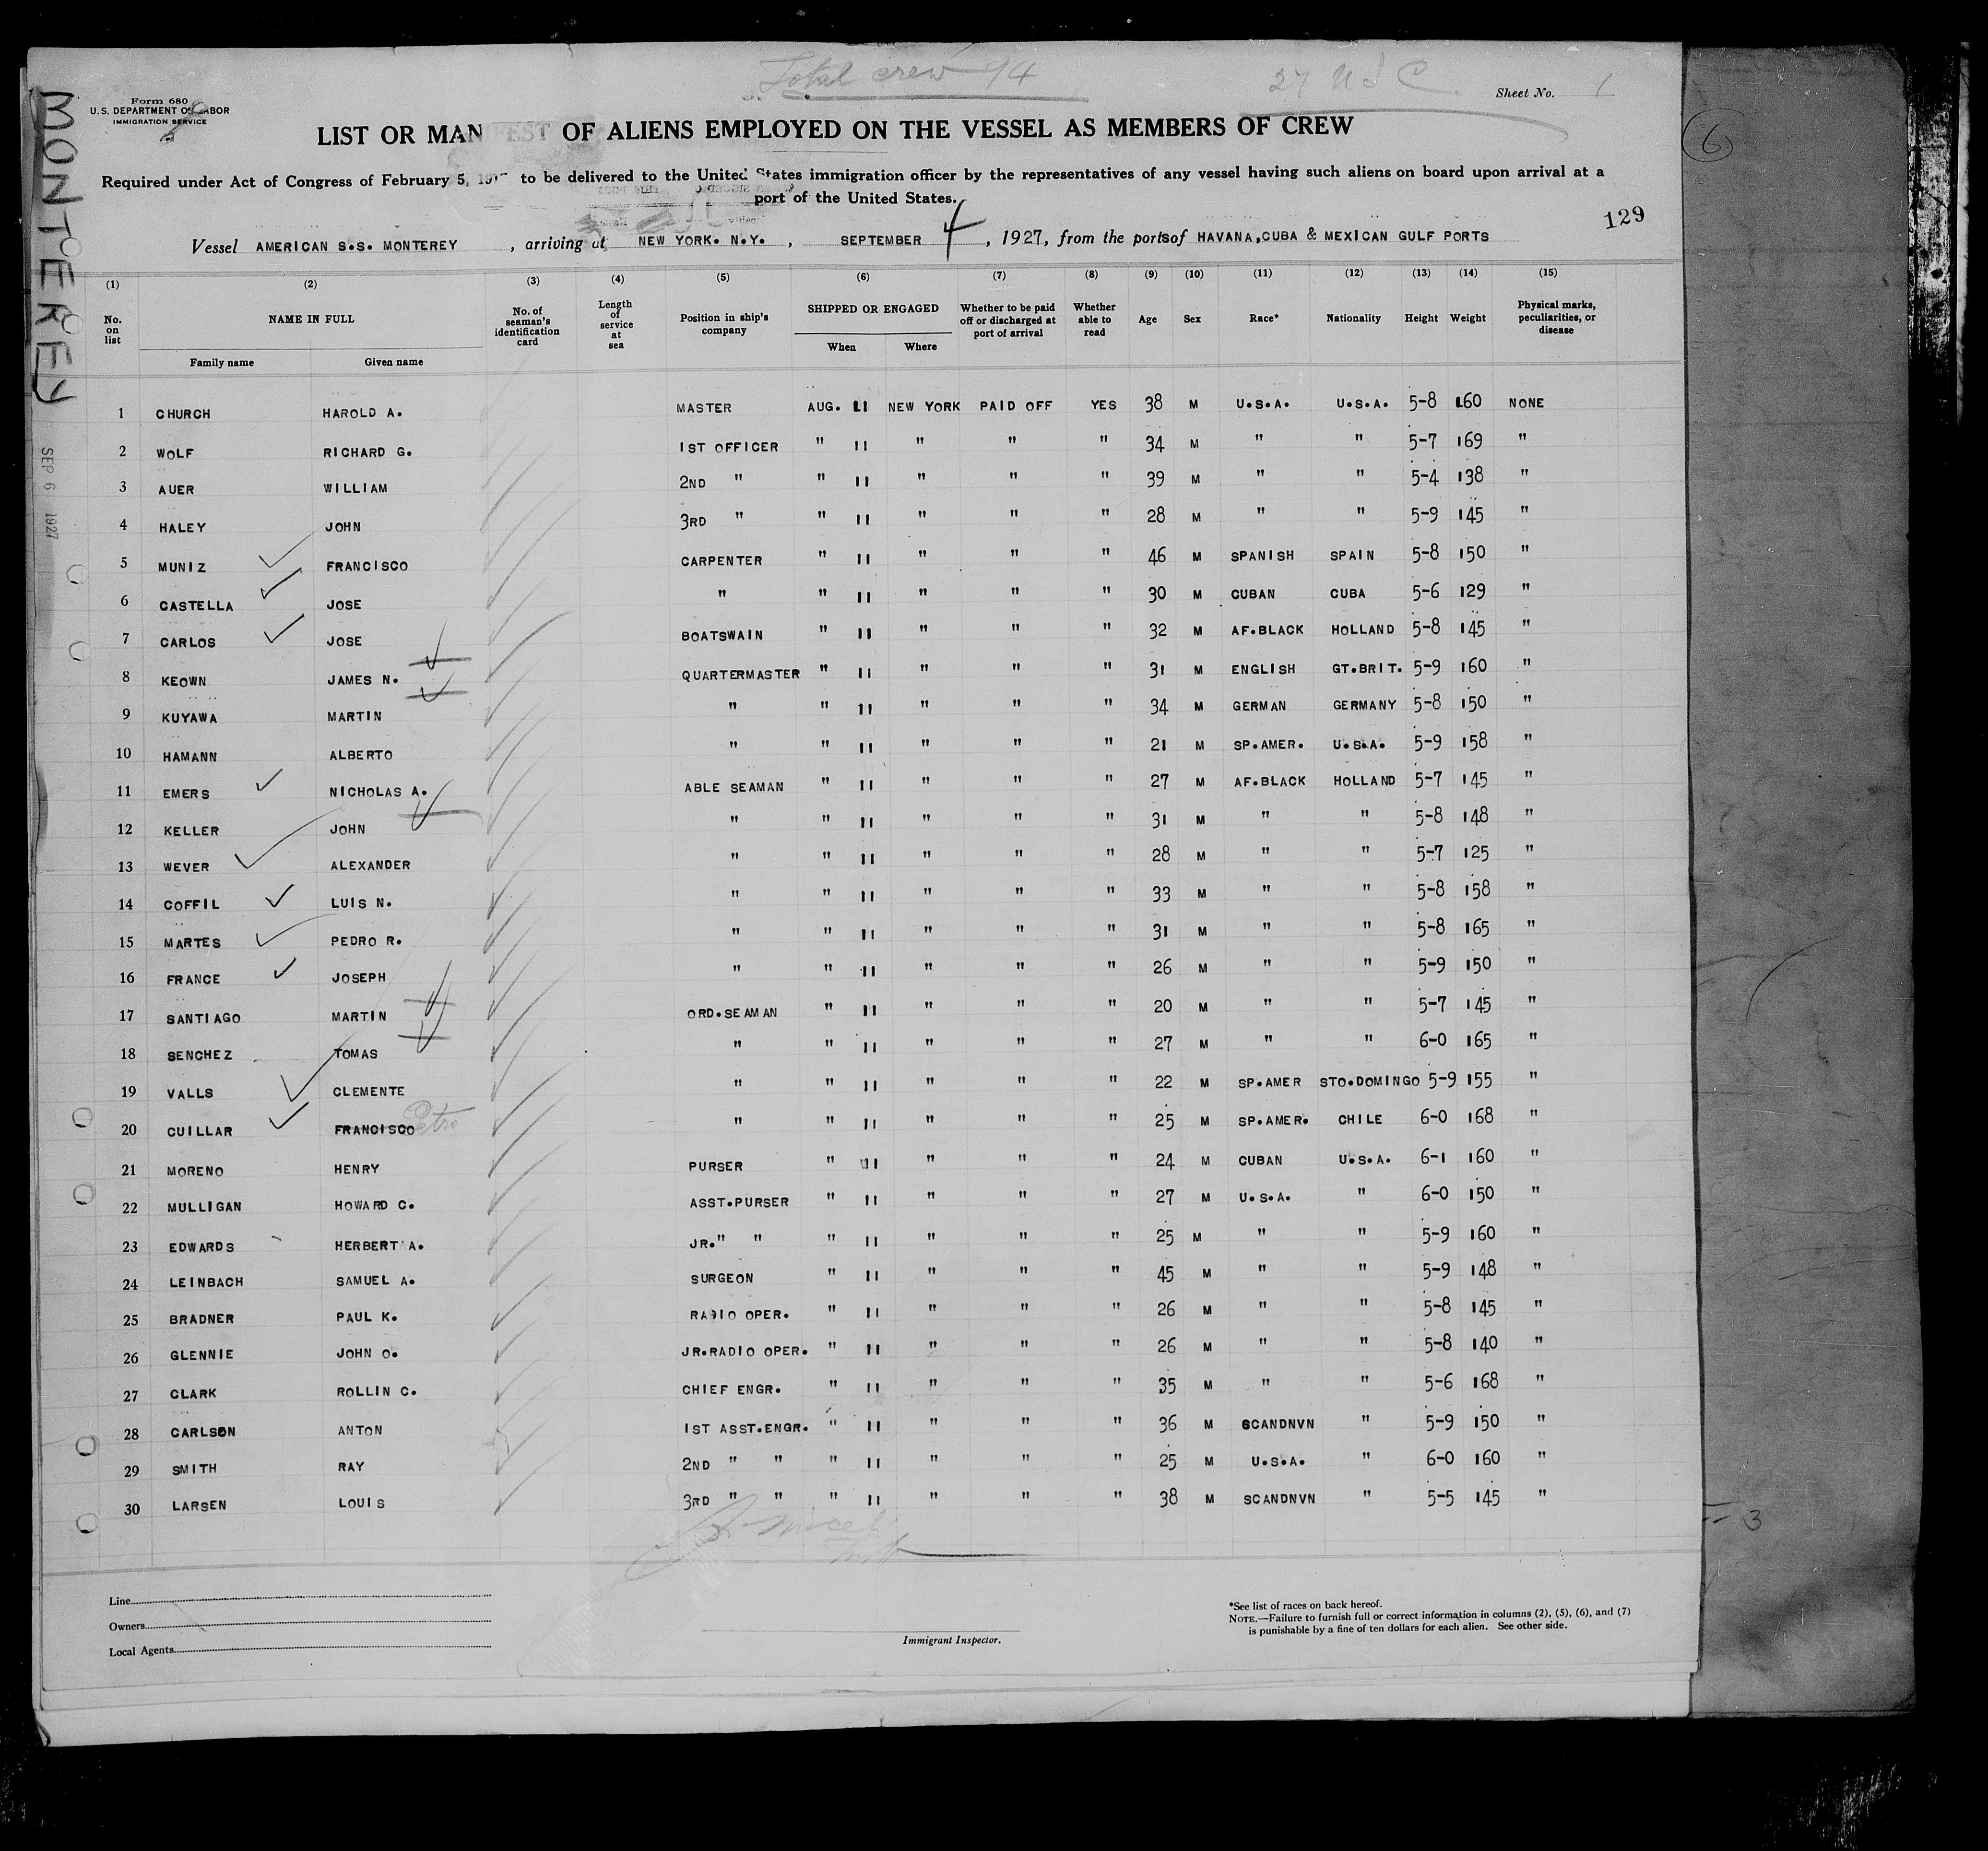 Total crew 94
27 U S C
Sheet No. 1
Form 680
U.S. DEPARTMENT OF LABOR
IMMIGRATION SERVICE
MONTEREY
SEP 6 1927
6
LIST OR MANIFEST OF ALIENS EMPLOYED ON THE VESSEL AS MEMBERS OF CREW
Required under Act of Congress of February 5, 1917 to be delivered to the United States immigration officer by the representatives of any vessel having such aliens on board upon arrival at a
port of the United States.
129
Vessel AMERICAN S.S. MONTEREY, arriving at NEW YORK. N.Y., SEPTEMBER 4, 1927, from the ports of HAVANA, CUBA & MEXICAN GULF PORTS
(1) (2) (3) (4) (5) (6) (7) (8) (9) (10) (11) (12) (13) (14) (15)
No. on list NAME IN FULL Family name Given name No. of seaman's identification card Length of service at sea Position in ship's company SHIPPED OR ENGAGED When Where Whether to be paid off or discharged at port of arrival Whether able to read Age Sex Race* Nationality Height Weight Physical marks, peculiarities, or disease
1 CHURCH HAROLD A. MASTER AUG. 11 NEW YORK PAID OFF YES 38 M U.S.A. U.S.A. 5-8 160 NONE
2 WOLF RICHARD G. 1ST OFFICER " 11 " " " 34 M " " 5-7 169 "
3 AUER WILLIAM 2ND " " 11 " " " 39 M " " 5-4 138 "
4 HALEY JOHN 3RD " " 11 " " " 28 M " " 5-9 145 "
5 MUNIZ FRANCISCO CARPENTER " 11 " " " 46 M SPANISH SPAIN 5-8 150 "
6 CASTELLA JOSE " " 11 " " " 30 M CUBAN CUBA 5-6 129 "
7 CARLOS JOSE BOATSWAIN " 11 " " " 32 M AF.BLACK HOLLAND 5-8 145 "
8 KEOWN JAMES N. QUARTERMASTER " 11 " " " 31 M ENGLISH GT.BRIT. 5-9 160 "
9 KUYAWA MARTIN " " 11 " " " 34 M GERMAN GERMANY 5-8 150 "
10 HAMANN ALBERTO " " 11 " " " 21 M SP.AMER. U.S.A. 5-9 158 "
11 EMERS NICHOLAS A. ABLE SEAMAN " 11 " " " 27 M AF.BLACK HOLLAND 5-7 145 "
12 KELLER JOHN " " 11 " " " 31 M " " 5-8 148 "
13 WEVER ALEXANDER " " 11 " " " 28 M " " 5-7 125 "
14 COFFIL LUIS N. " " 11 " " " 33 M " " 5-8 158 "
15 MARTES PEDRO R. " " 11 " " " 31 M " " 5-8 165 "
16 FRANCE JOSEPH " " 11 " " " 26 M " " 5-9 150 "
17 SANTIAGO MARTIN ORD.SEAMAN " 11 " " " 20 M " " 5-7 145 "
18 SENCHEZ TOMAS " " 11 " " " 27 M " " 6-0 165 "
19 VALLS CLEMENTE " " 11 " " " 22 M SP.AMER STO.DOMINGO 5-9 155 "
20 CUILLAR FRANCISCO Petro " " 11 " " " 25 M SP.AMER. CHILE 6-0 168 "
21 MORENO HENRY PURSER " 11 " " " 24 M CUBAN U.S.A. 6-1 160 "
22 MULLIGAN HOWARD C. ASST.PURSER " 11 " " " 27 M U.S.A. " 6-0 150 "
23 EDWARDS HERBERT A. JR." " " 11 " " " 25 M " " 5-9 160 "
24 LEINBACH SAMUEL A. SURGEON " 11 " " " 45 M " " 5-9 148 "
25 BRADNER PAUL K. RADIO OPER. " 11 " " " 26 M " " 5-8 145 "
26 GLENNIE JOHN O. JR.RADIO OPER. " 11 " " " 26 M " " 5-8 140 "
27 CLARK ROLLIN C. CHIEF ENGR. " 11 " " " 35 M " " 5-6 168 "
28 CARLSON ANTON 1ST ASST.ENGR. " 11 " " " 36 M SCANDNVN " 5-9 150 "
29 SMITH RAY 2ND " " " 11 " " " 25 M U.S.A. " 6-0 160 "
30 LARSEN LOUIS 3RD " " " 11 " " " 38 M SCANDNVN " 5-5 145 "
3
Line
Owners
Local Agents
Immigrant Inspector.
*See list of races on back hereof.
NOTE.—Failure to furnish full or correct information in columns (2), (5), (6), and (7)
is punishable by a fine of ten dollars for each alien. See other side.